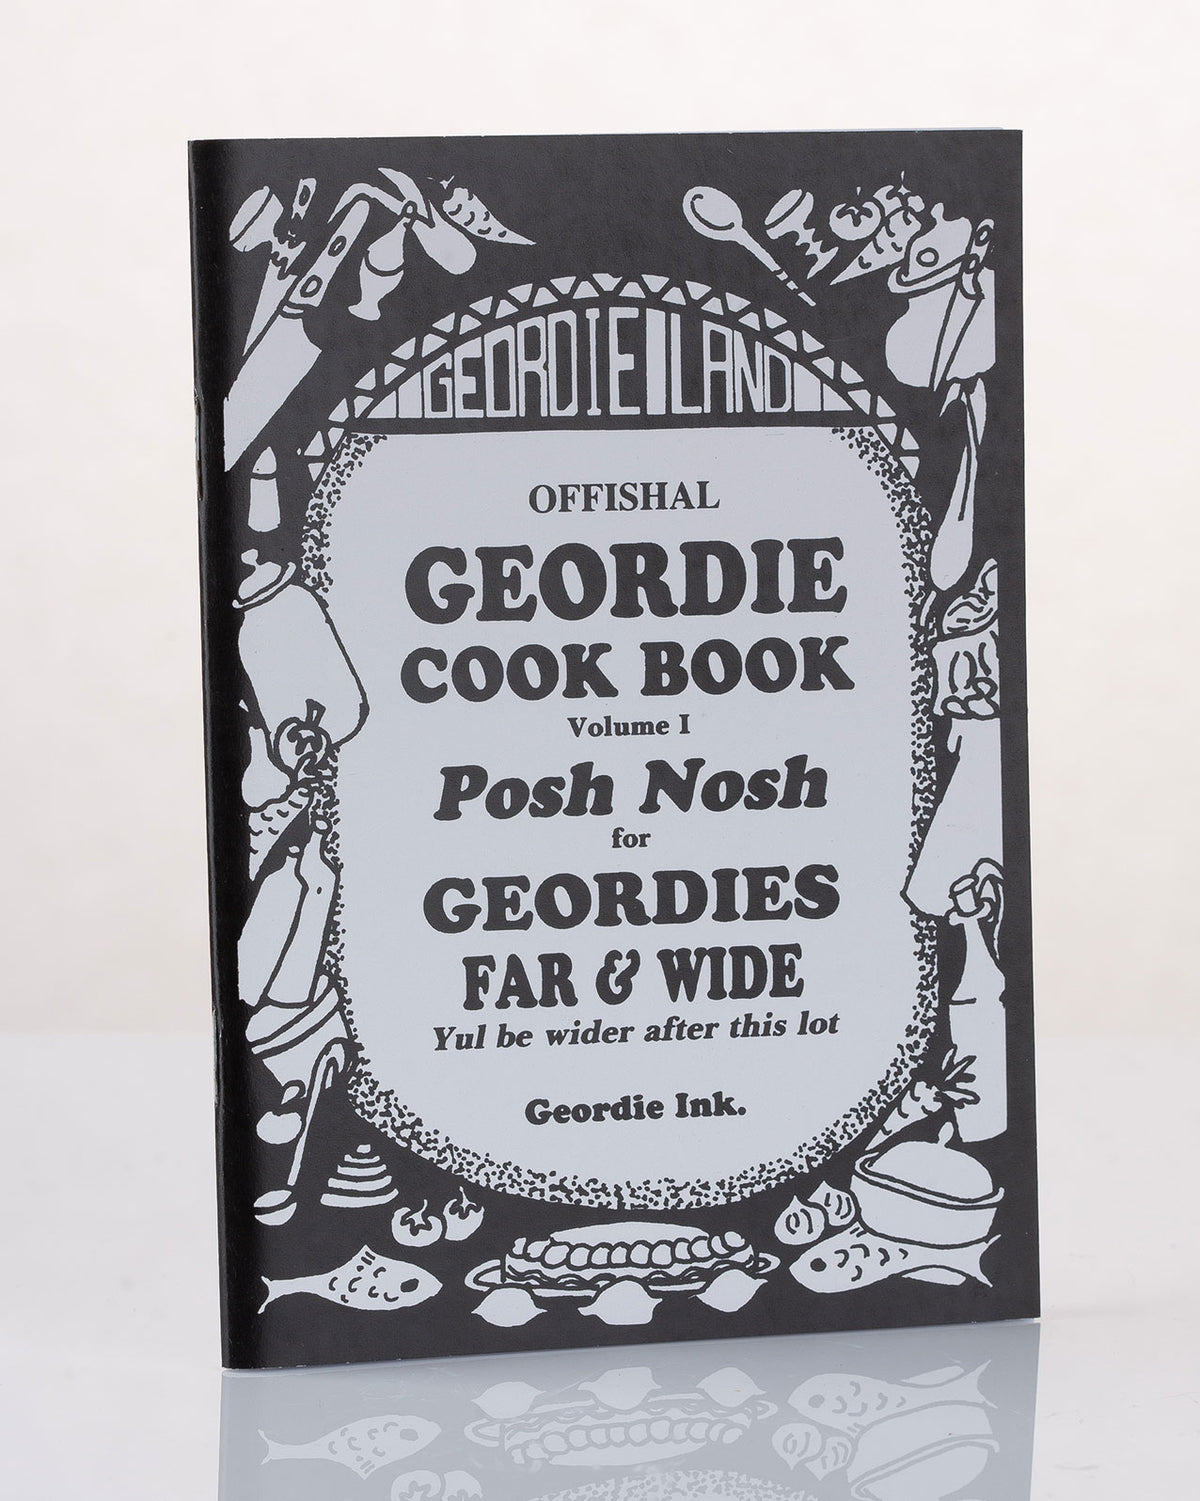 GEORDIE LAND
OFFISHAL
GEORDIE
COOK BOOK
Volume I
Posh Nosh
for
GEORDIES
FAR & WIDE
Yul be wider after this lot
Geordie Ink.